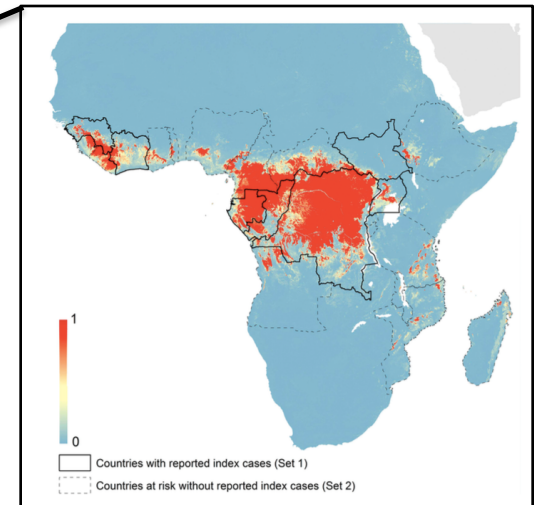 1
0
Countries with reported index cases (Set 1)
Countries at risk without reported index cases (Set 2)